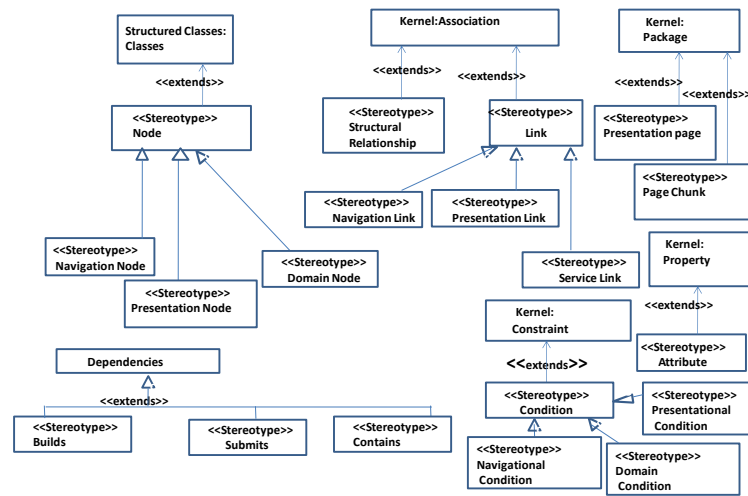 Structured Classes:
Classes
<<extends>>
<<Stereotype>>
Node
<<Stereotype>>
Navigation Node
<<Stereotype>>
Presentation Node
<<Stereotype>>
Domain Node
Kernel:Association
<<extends>>
<<extends>>
<<Stereotype>>
Structural
Relationship
<<Stereotype>>
Link
<<Stereotype>>
Navigation Link
<<Stereotype>>
Presentation Link
<<Stereotype>>
Service Link
Kernel:
Package
<<extends>>
<<extends>>
<<Stereotype>>
Presentation page
<<Stereotype>>
Page Chunk
Kernel:
Property
<<extends>>
<<Stereotype>>
Attribute
Dependencies
<<extends>>
<<Stereotype>>
Builds
<<Stereotype>>
Submits
<<Stereotype>>
Contains
Kernel:
Constraint
<<extends>>
<<Stereotype>>
Condition
<<Stereotype>>
Presentational
Condition
<<Stereotype>>
Navigational
Condition
<<Stereotype>>
Domain
Condition